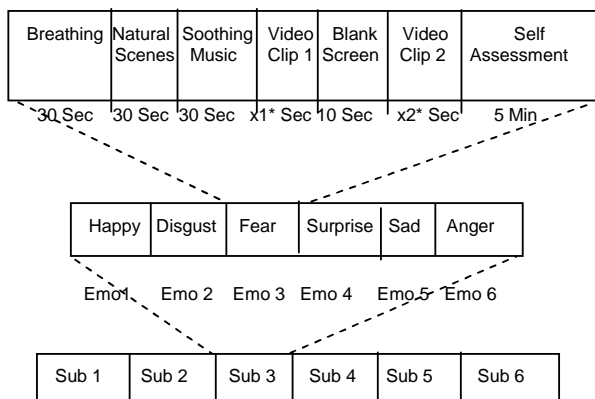 Breathing Natural Soothing Video Blank Video Self
Scenes Music Clip 1 Screen Clip 2 Assessment
30 Sec 30 Sec 30 Sec x1* Sec 10 Sec x2* Sec 5 Min
Happy Disgust Fear Surprise Sad Anger
Emo1 Emo 2 Emo 3 Emo 4 Emo 5 Emo 6
Sub 1 Sub 2 Sub 3 Sub 4 Sub 5 Sub 6